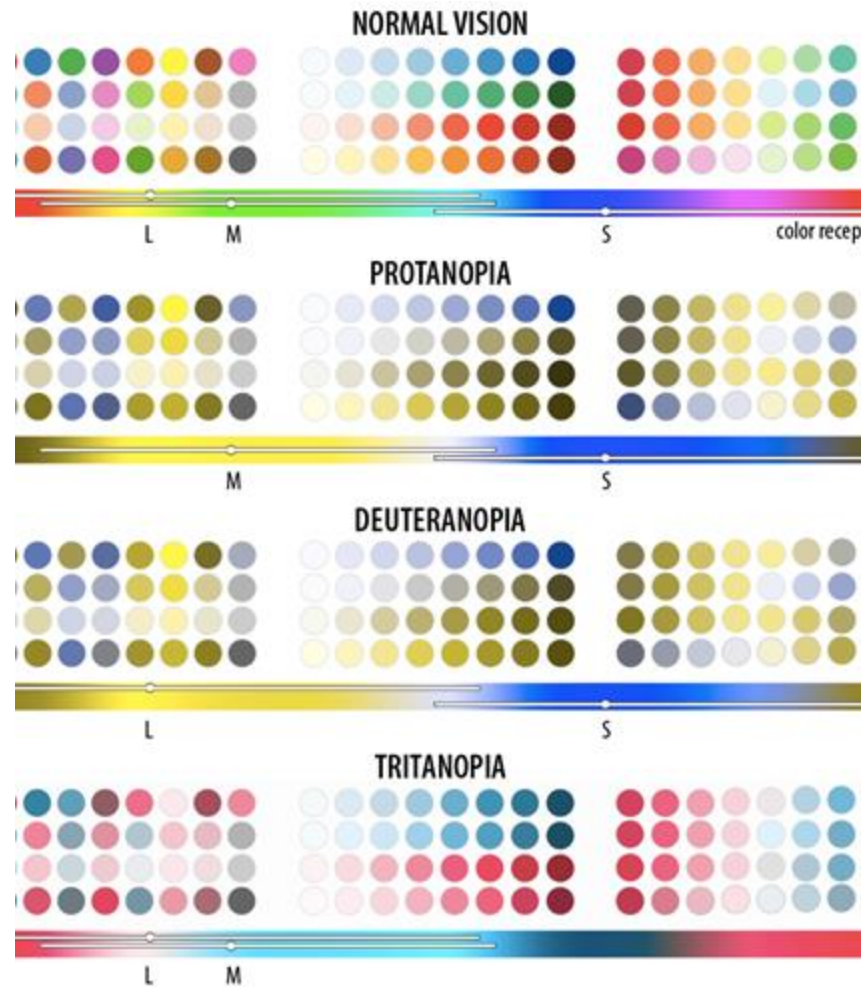 NORMAL VISION
L M S color recep
PROTANOPIA
M S
DEUTERANOPIA
L S
TRITANOPIA
L M